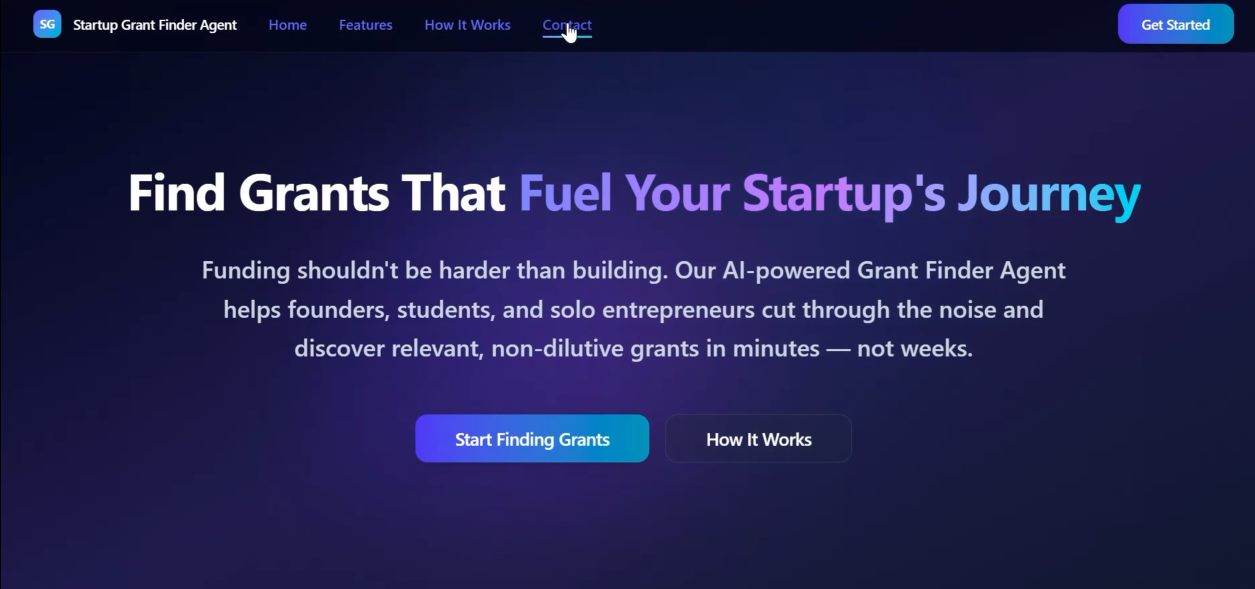 SG Startup Grant Finder Agent Home Features How It Works Contact Get Started
Find Grants That Fuel Your Startup's Journey
Funding shouldn't be harder than building. Our AI-powered Grant Finder Agent
helps founders, students, and solo entrepreneurs cut through the noise and
discover relevant, non-dilutive grants in minutes — not weeks.
Start Finding Grants How It Works